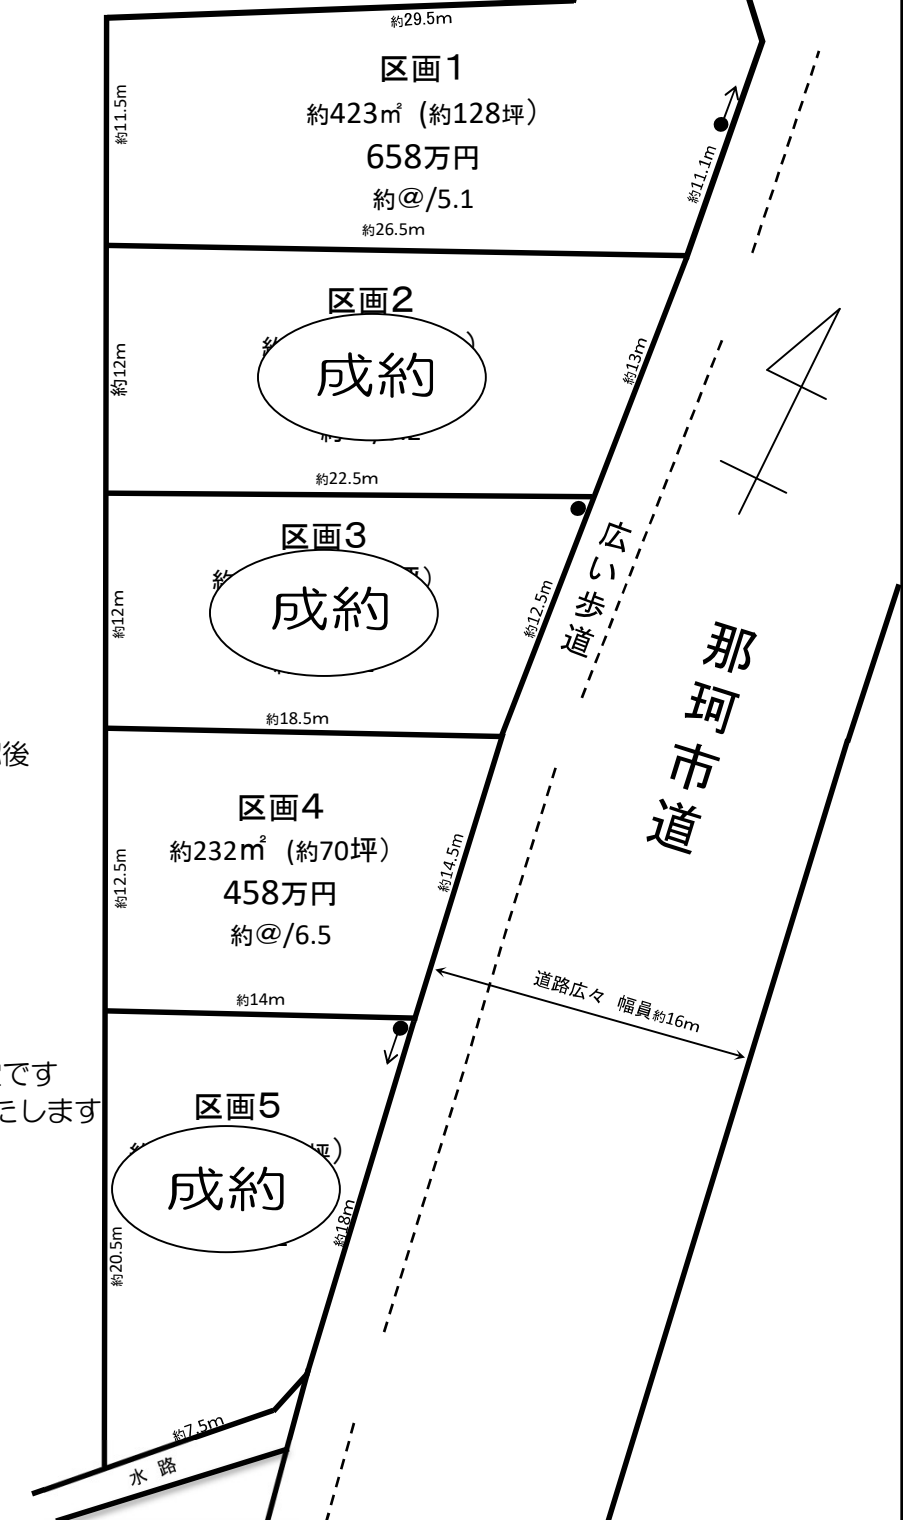 約29.5m
区画1
約11.5m
約423㎡ (約128坪)
658万円
約@/5.1
約11.1m
約26.5m
区画2
約12m
成約
約13m
約22.5m
区画3
約12m
成約
約12.5m
広い歩道
約18.5m
那珂市道
後
区画4
約232㎡ (約70坪)
458万円
約@/6.5
約12.5m
約14.5m
約14m
道路広々 幅員約16m
です
たします
区画5
坪)
成約
約18m
約20.5m
約7.5m
水路